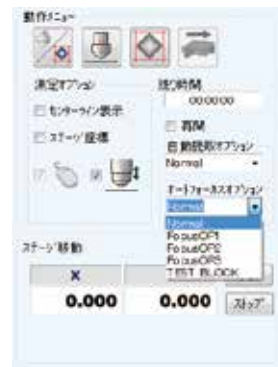 動作メニュー
測定オプション
センターライン表示
ステージ座標
残り時間
00:00:00
再開
自動読取オプション
Normal
オートフォーカスオプション
Normal
Normal
FocusOP1
FocusOP2
FocusOP3
TEST BLOCK
ステージ移動
X
0.000 0.000 ストップ